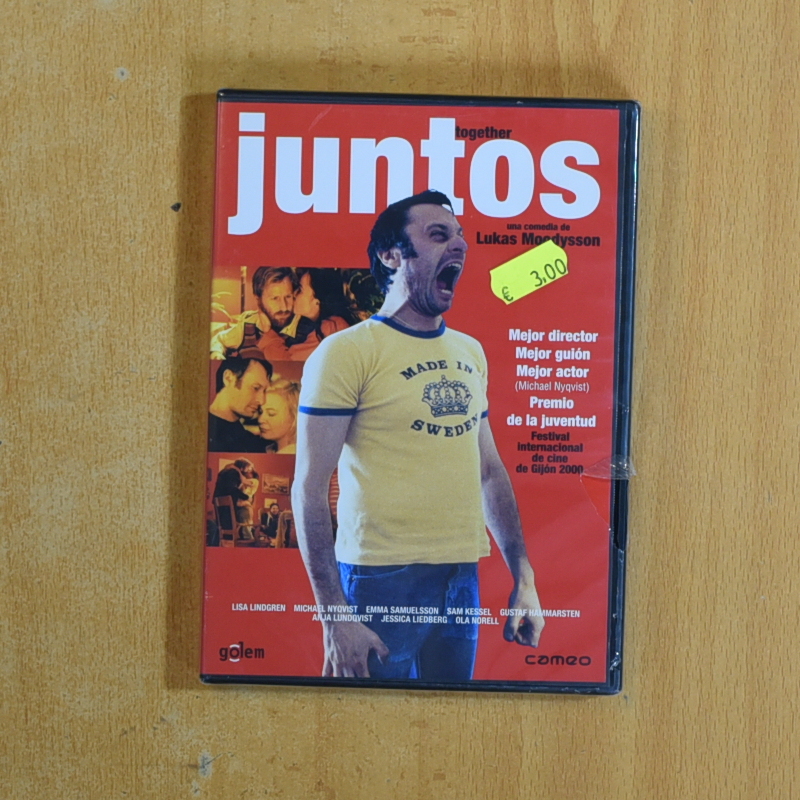 together
juntos
una comedia de
Lukas Moodysson
€ 3,00
Mejor director
Mejor guión
Mejor actor
(Michael Nyqvist)
Premio
de la juventud
Festival
internacional
de cine
de Gijón 2000
MADE IN
SWEDEN
LISA LINDGREN MICHAEL NYQVIST EMMA SAMUELSSON SAM KESSEL GUSTAF HAMMARSTEN
ANJA LUNDQVIST JESSICA LIEDBERG OLA NORELL
golem
cameo